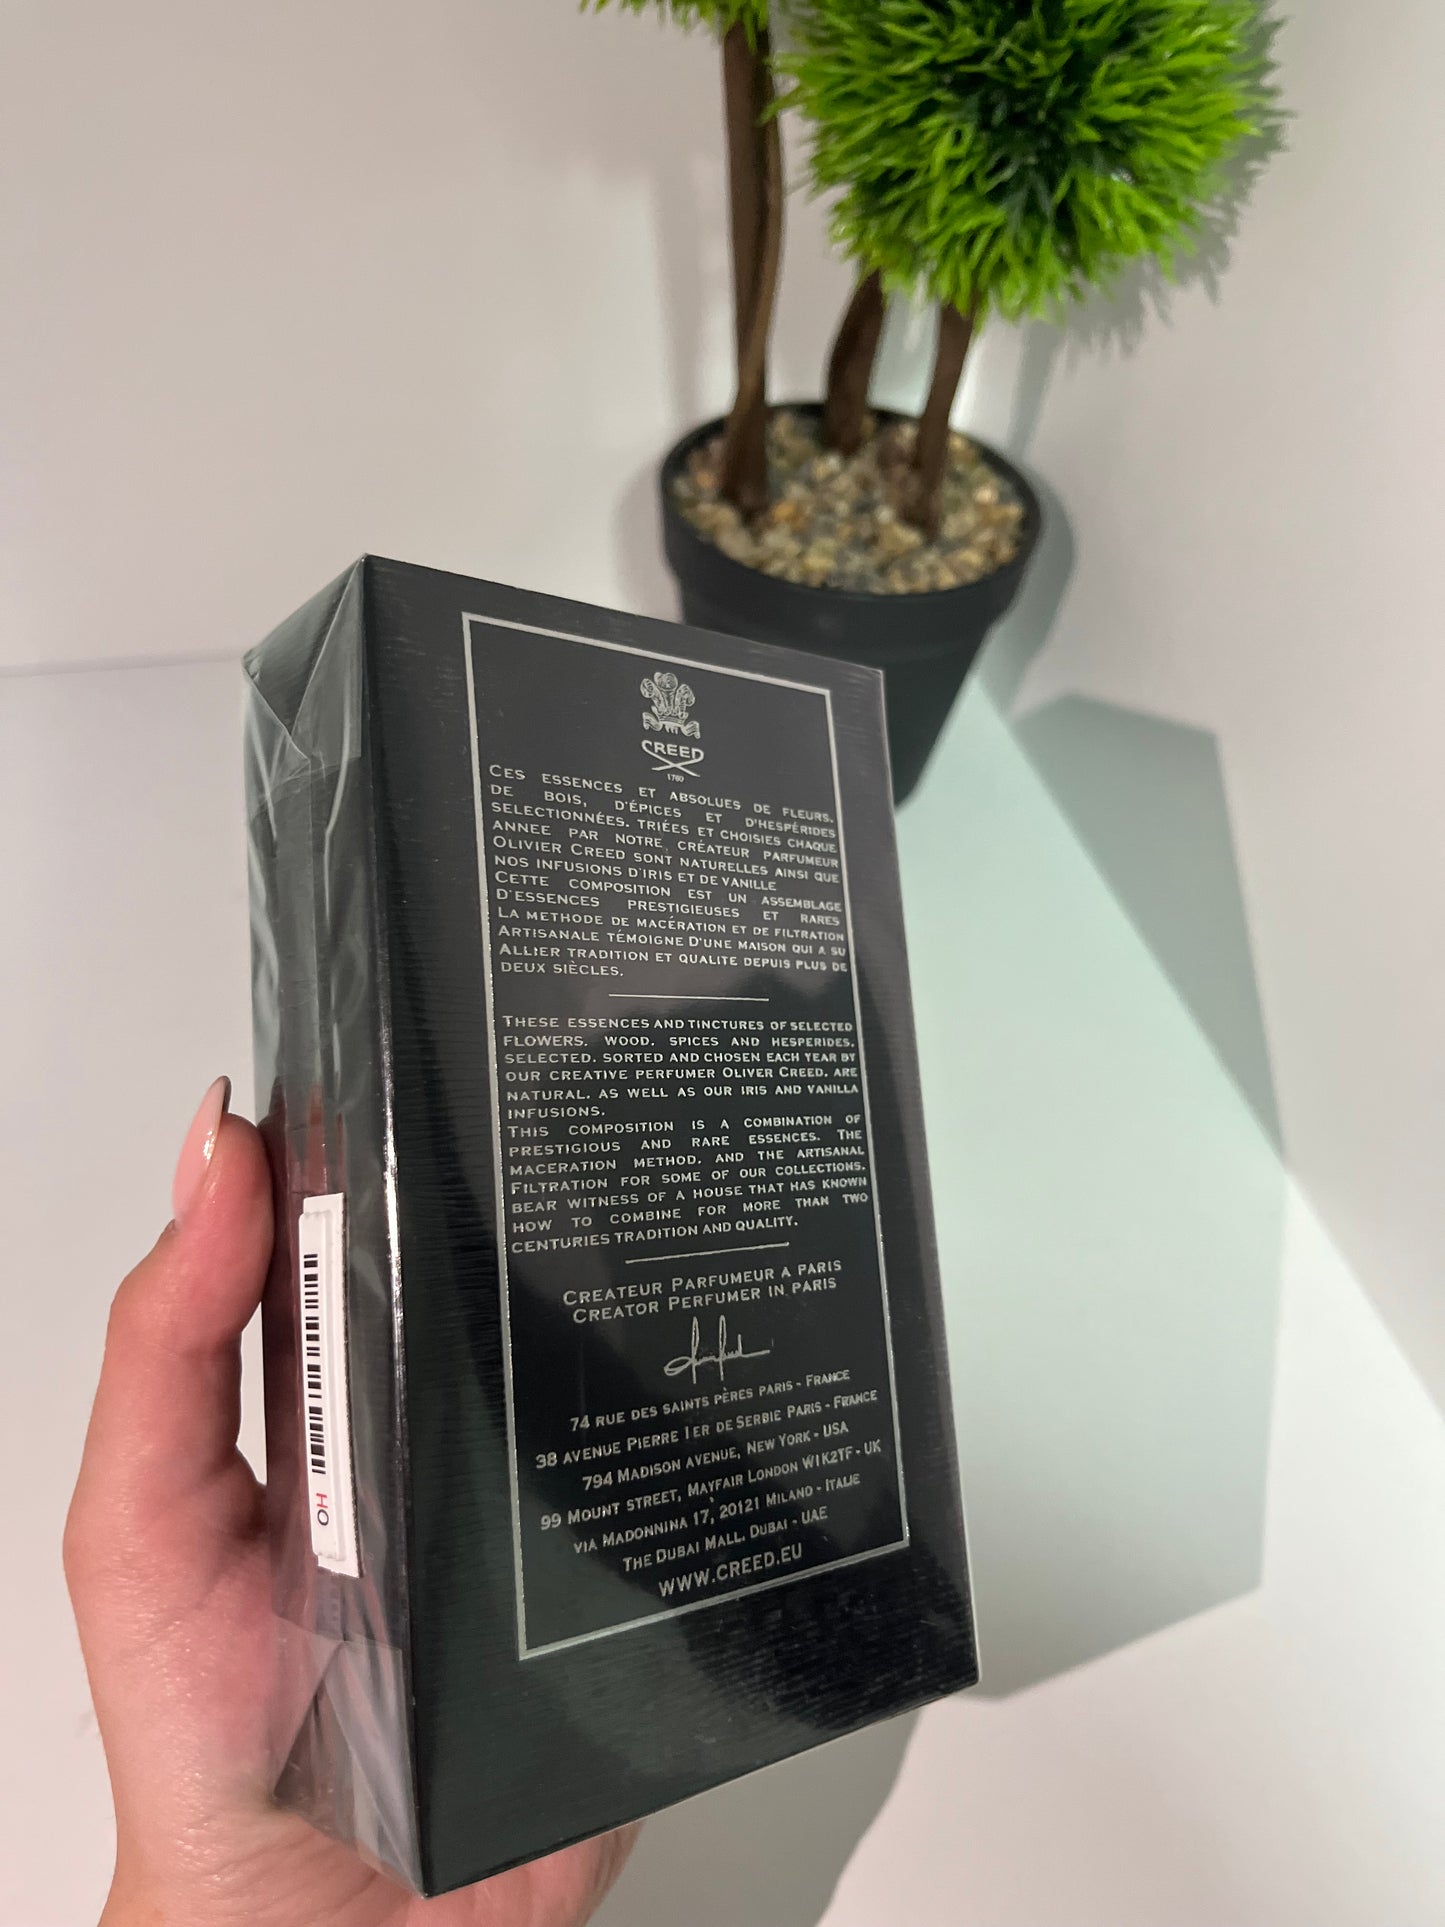 CREED
1760
CES ESSENCES ET ABSOLUES DE FLEURS.
DE BOIS, D'ÉPICES ET D'HESPÉRIDES
SELECTIONNÉES. TRIÉES ET CHOISIES CHAQUE
ANNEE PAR NOTRE CRÉATEUR PARFUMEUR
OLIVIER CREED SONT NATURELLES AINSI QUE
NOS INFUSIONS D'IRIS ET DE VANILLE
CETTE COMPOSITION EST UN ASSEMBLAGE
D'ESSENCES PRESTIGIEUSES ET RARES
LA METHODE DE MACÉRATION ET DE FILTRATION
ARTISANALE TÉMOIGNE D'UNE MAISON QUI A SU
ALLIER TRADITION ET QUALITE DEPUIS PLUS DE
DEUX SIÈCLES.
THESE ESSENCES AND TINCTURES OF SELECTED
FLOWERS. WOOD. SPICES AND HESPERIDES.
SELECTED. SORTED AND CHOSEN EACH YEAR BY
OUR CREATIVE PERFUMER OLIVER CREED. ARE
NATURAL. AS WELL AS OUR IRIS AND VANILLA
INFUSIONS.
THIS COMPOSITION IS A COMBINATION OF
PRESTIGIOUS AND RARE ESSENCES. THE
MACERATION METHOD. AND THE ARTISANAL
FILTRATION FOR SOME OF OUR COLLECTIONS.
BEAR WITNESS OF A HOUSE THAT HAS KNOWN
HOW TO COMBINE FOR MORE THAN TWO
CENTURIES TRADITION AND QUALITY.
CREATEUR PARFUMEUR A PARIS
CREATOR PERFUMER IN PARIS
74 RUE DES SAINTS PÈRES PARIS - FRANCE
38 AVENUE PIERRE 1ER DE SERBIE PARIS - FRANCE
794 MADISON AVENUE, NEW YORK - USA
99 MOUNT STREET, MAYFAIR LONDON W1K2TF - UK
VIA MADONNINA 17, 20121 MILANO - ITALIE
THE DUBAI MALL, DUBAI - UAE
WWW.CREED.EU
HO